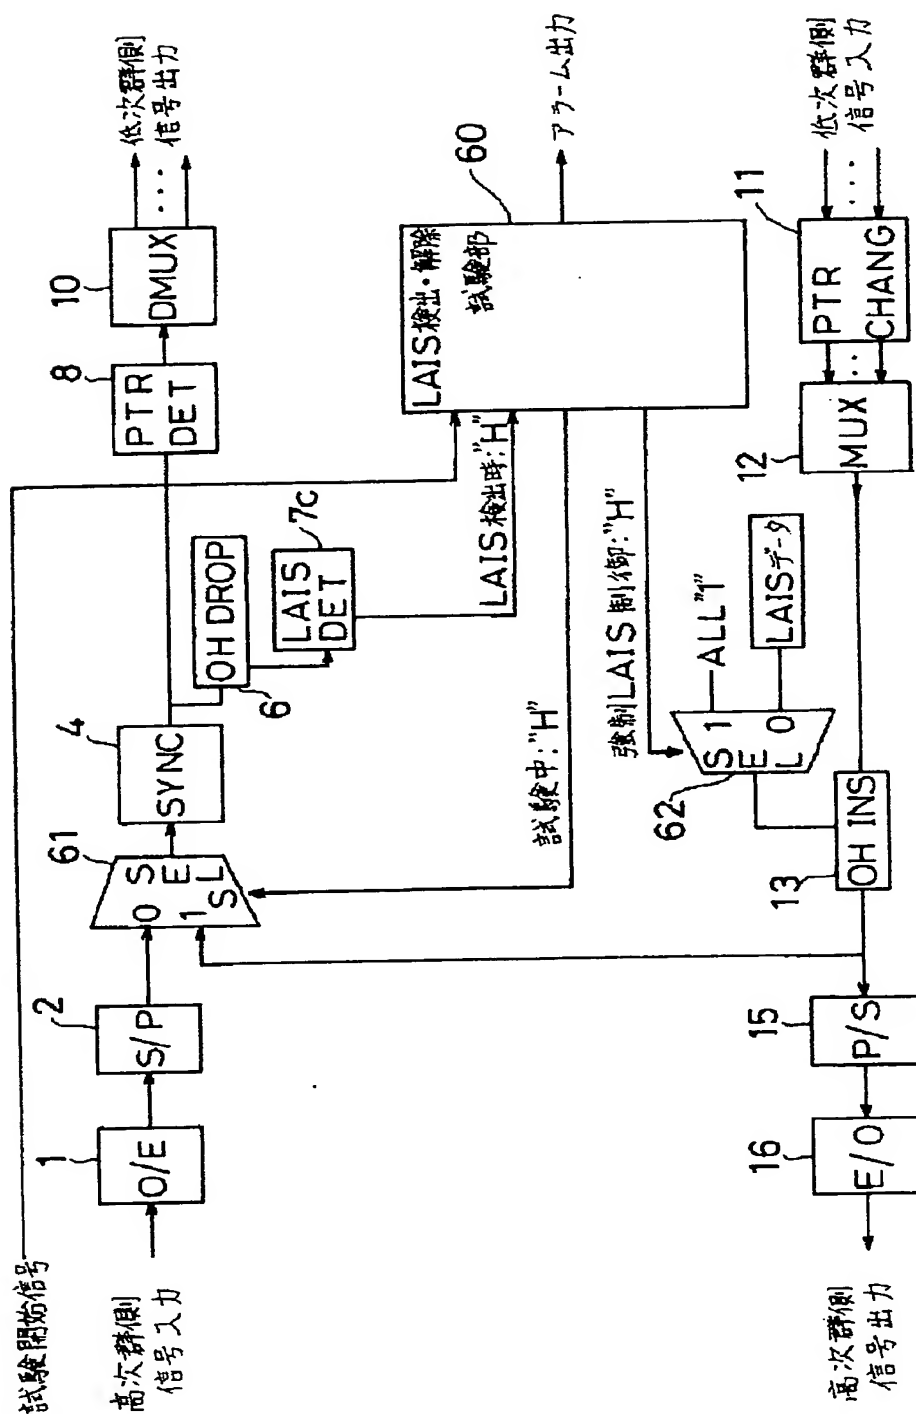 試験開始信号
高次群側
信号入力
1
O/E
2
S/P
61
0
1
SEL
S
4
SYNC
6
OH DROP
7c
LAIS
DET
8
PTR
DET
10
DMUX
低次群側
信号出力
LAIS検出時:"H"
試験中:"H"
強制LAIS制御:"H"
LAIS検出・解除
試験部
60
アラーム出力
ALL"1"
LAISデータ
62
SEL
1
0
低次群側
信号入力
11
PTR
CHANG
12
MUX
13
OH INS
15
P/S
16
E/O
高次群側
信号出力